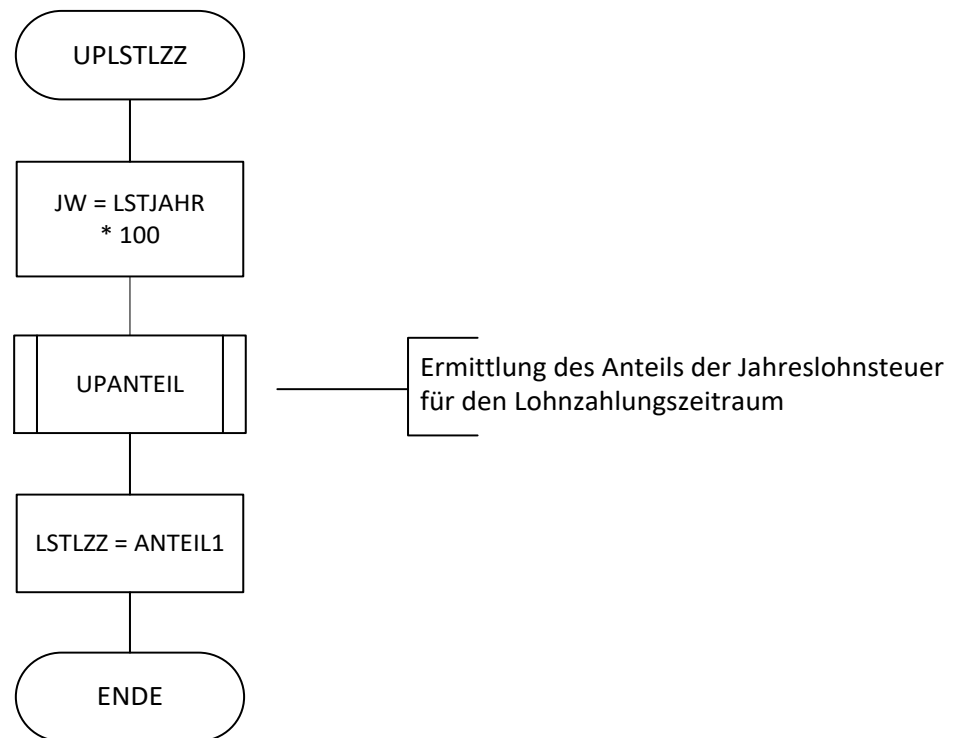 UPLSTLZZ
JW = LSTJAHR
* 100
UPANTEIL
Ermittlung des Anteils der Jahreslohnsteuer
für den Lohnzahlungszeitraum
LSTLZZ = ANTEIL1
ENDE